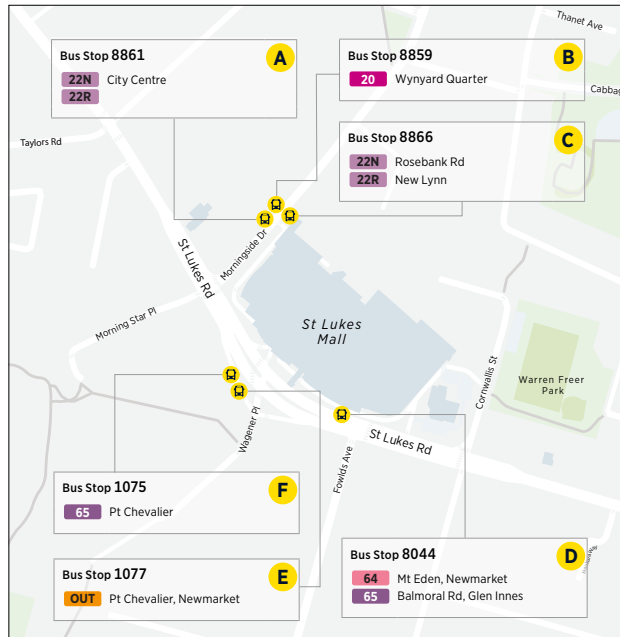 Thanet Ave
Bus Stop 8861
A
22N City Centre
22R
Bus Stop 8859
B
20 Wynyard Quarter
Cabbag
Bus Stop 8866
C
22N Rosebank Rd
22R New Lynn
Taylors Rd
Morningside Dr
St Lukes Rd
Morning Star Pl
St Lukes
Mall
Cornwallis St
Warren Freer
Park
Wagener Pl
St Lukes Rd
Fowlds Ave
Bus Stop 1075
F
65 Pt Chevalier
Bus Stop 1077
E
OUT Pt Chevalier, Newmarket
Bus Stop 8044
D
64 Mt Eden, Newmarket
65 Balmoral Rd, Glen Innes